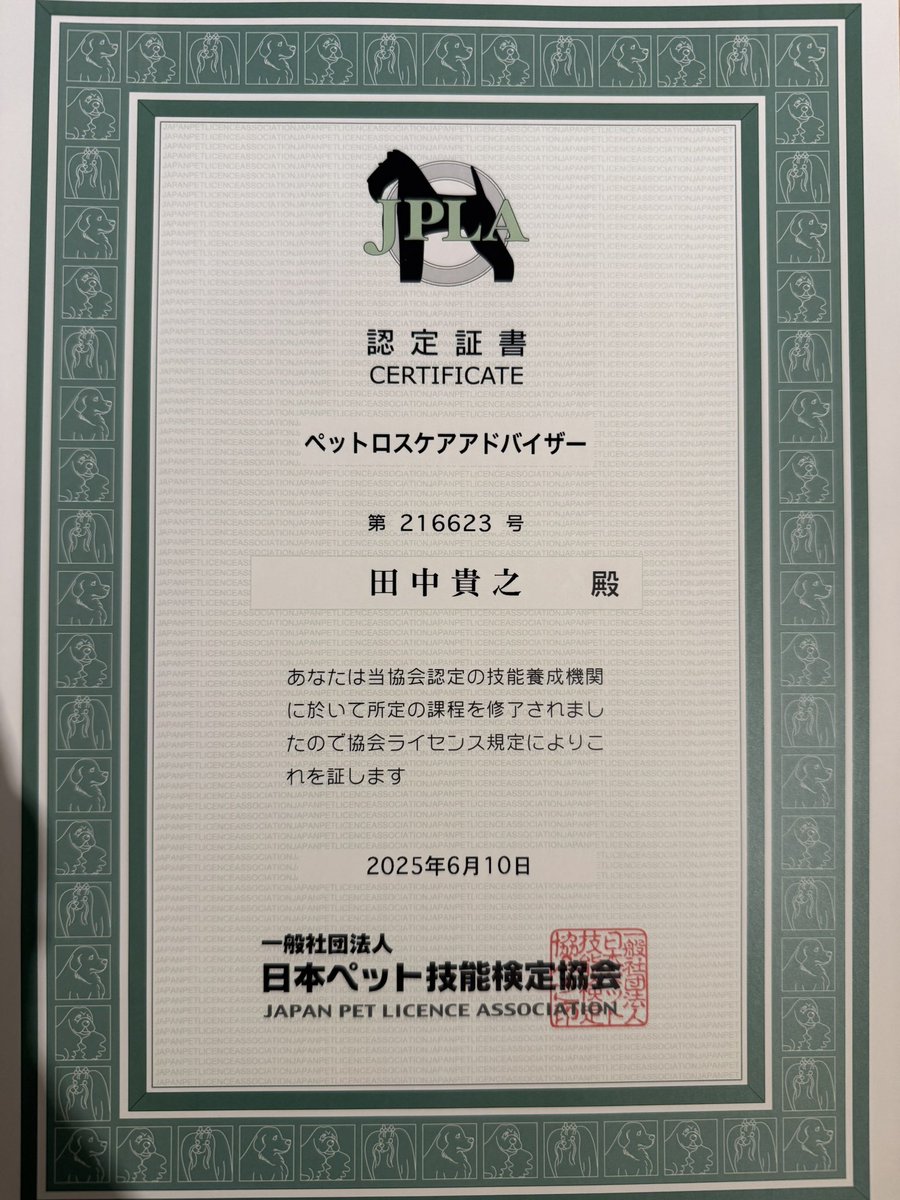 JPLA
認定証書
CERTIFICATE
ペットロスケアアドバイザー
第 216623 号
田中貴之 殿
あなたは当協会認定の技能養成機関
に於いて所定の課程を修了されまし
たので協会ライセンス規定によりこ
れを証します
2025年6月10日
一般社団法人
日本ペット技能検定協会
JAPAN PET LICENCE ASSOCIATION